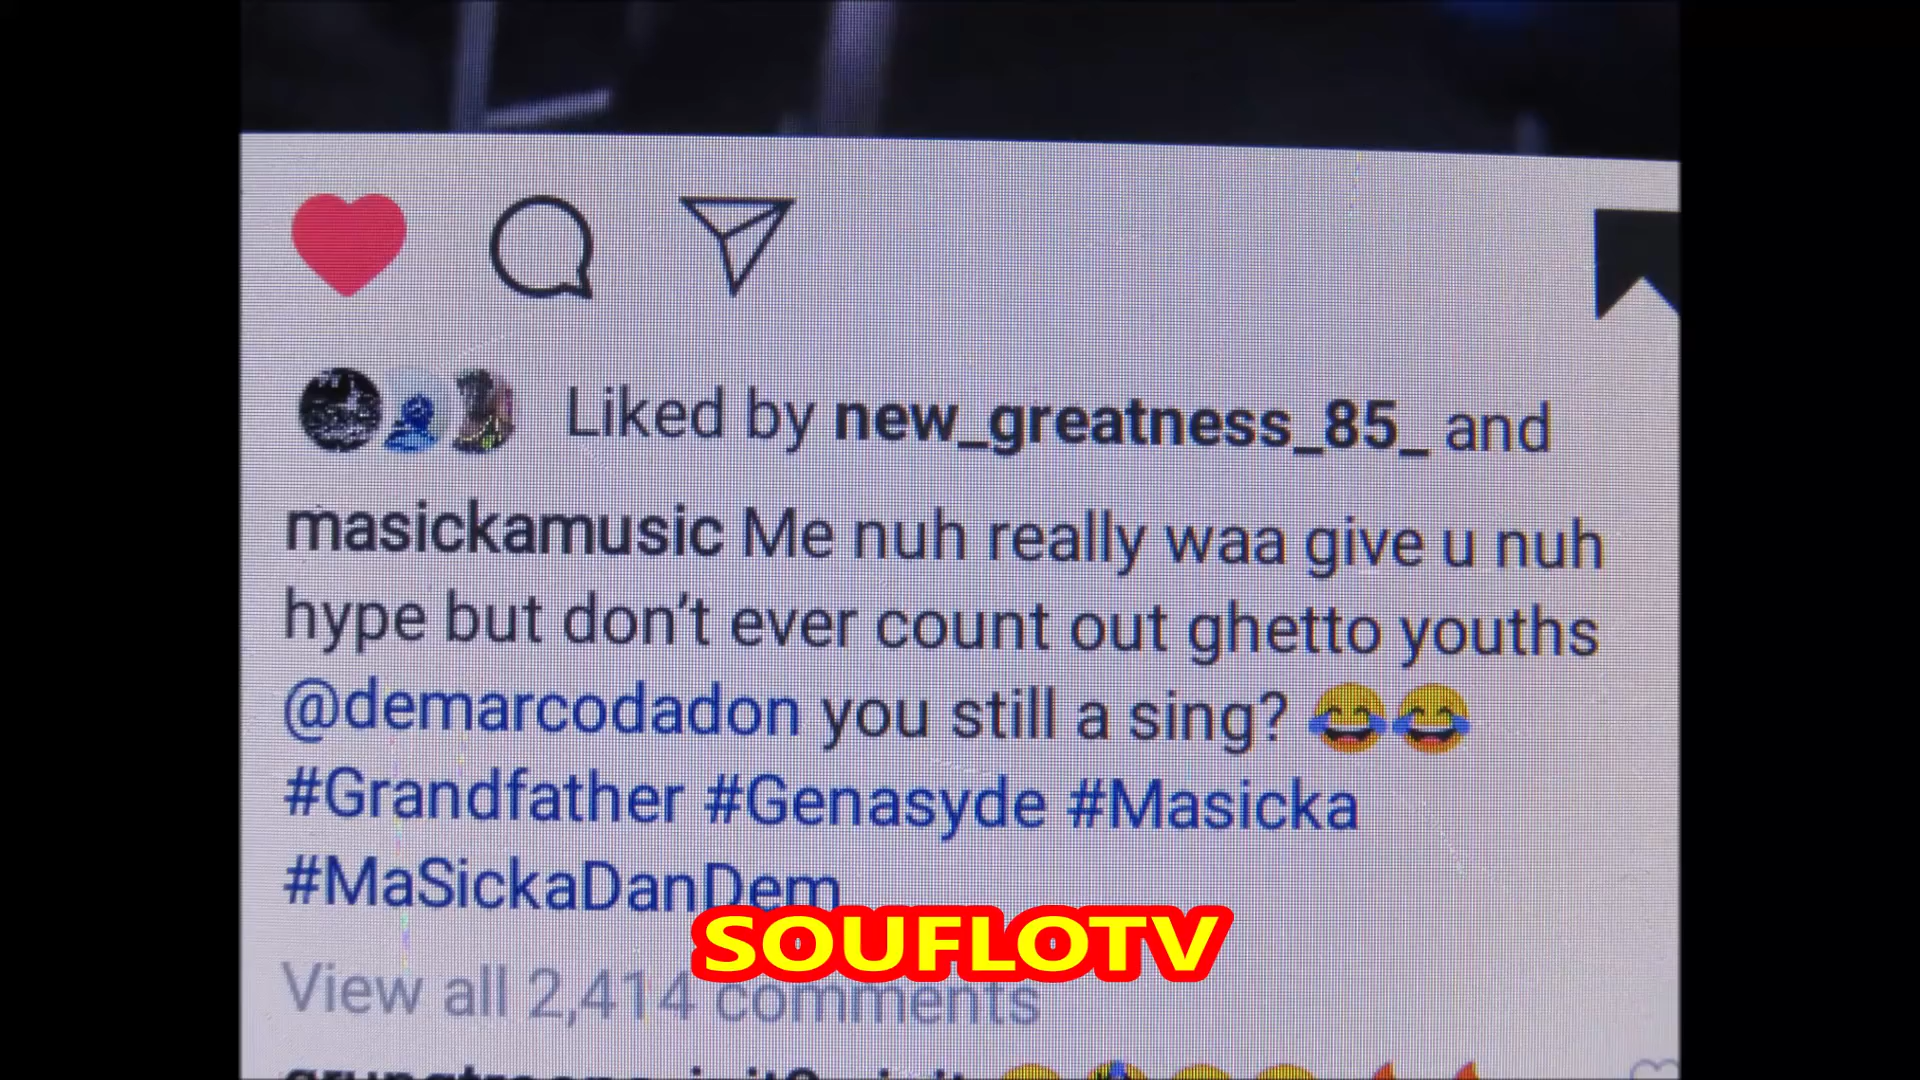 Liked by new_greatness_85_ and
masickamusic Me nuh really waa give u nuh
hype but don't ever count out ghetto youths
@demarcodadon you still a sing? 😂😂
#Grandfather #Genasyde #Masicka
#MaSickaDanDem
SOUFLOTV
View all 2,414 comments